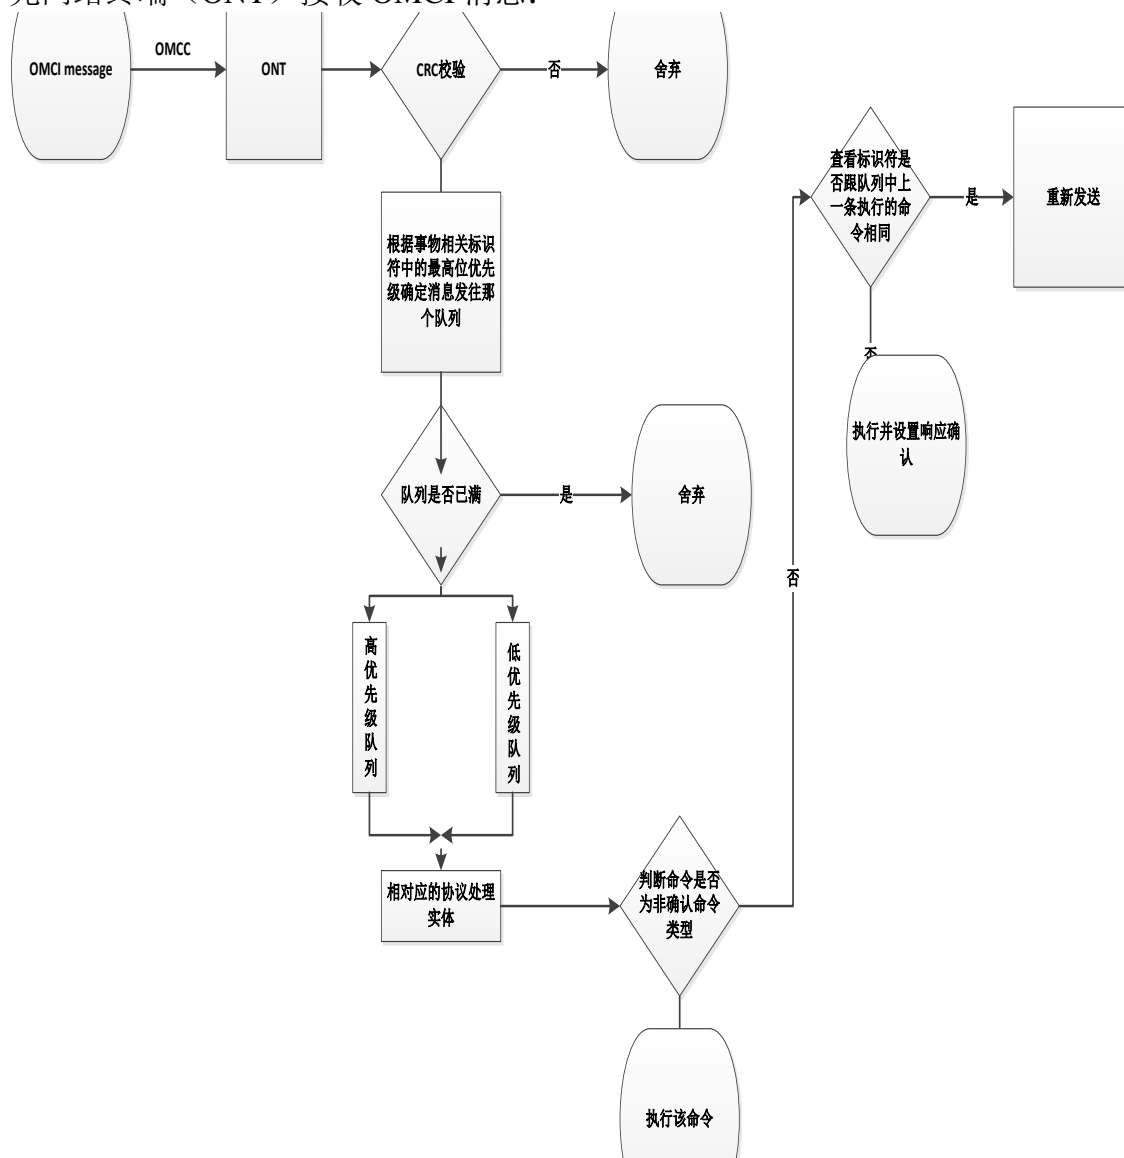 OMCI message
OMCC
ONT
CRC校验
否
舍弃
根据事物相关标识
符中的最高位优先
级确定消息发往那
个队列
队列是否已满
是
舍弃
高优先级队列
低优先级队列
相对应的协议处理
实体
判断命令是否
为非确认命令
类型
执行该命令
否
查看标识符是
否跟队列中上
一条执行的命
令相同
是
重新发送
否
执行并设置响应确
认